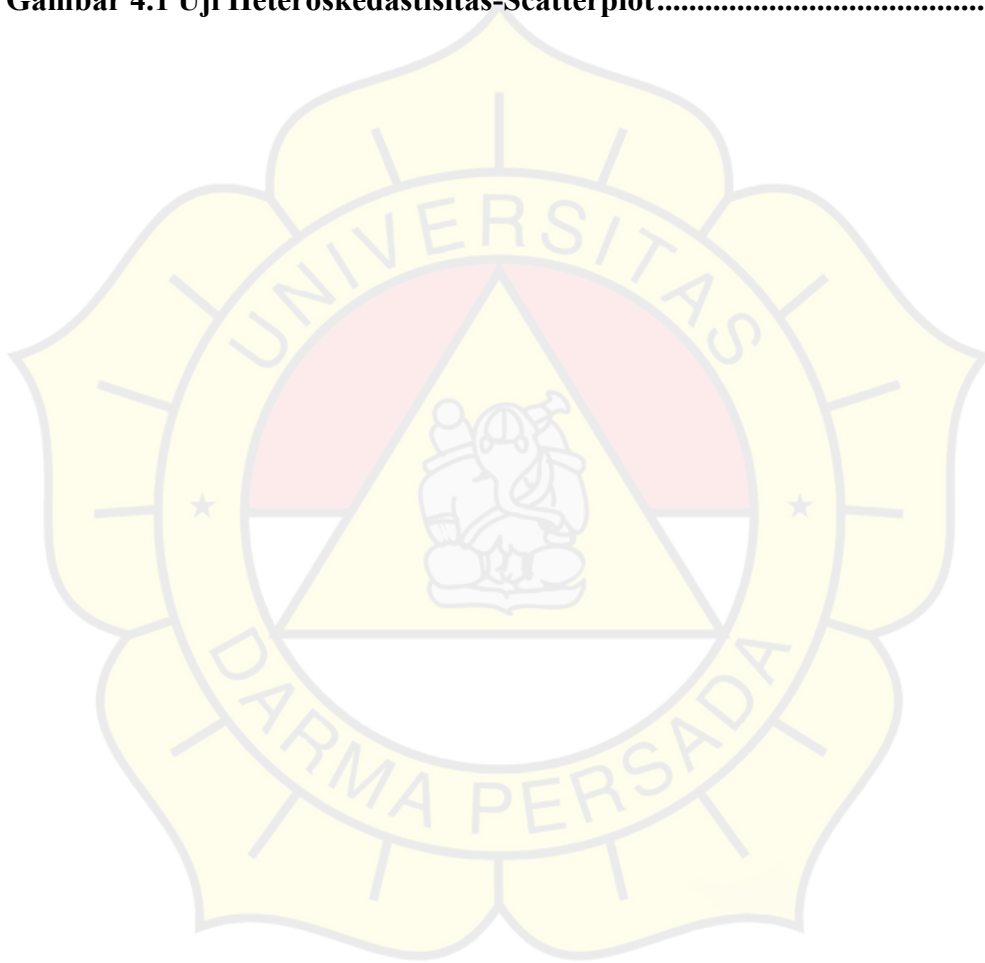 Gambar 4.1 Uji Heteroskedastisitas-Scatterplot.........................................
UNIVERSITAS
DARMA PERSADA